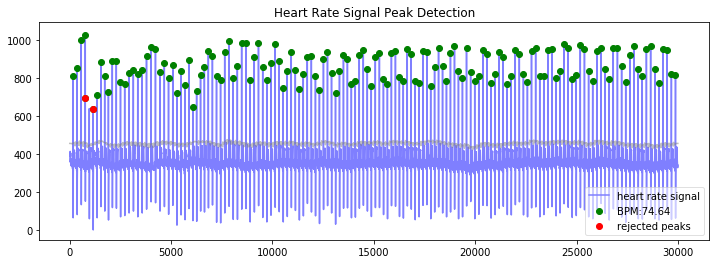 Heart Rate Signal Peak Detection
1000
800
600
400
200
0
heart rate signal
BPM:74.64
rejected peaks
0 5000 10000 15000 20000 25000 30000